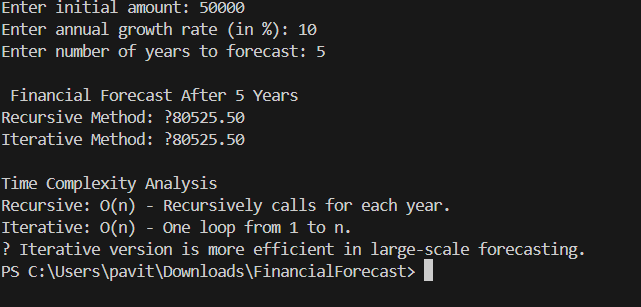 Enter initial amount: 50000
Enter annual growth rate (in %): 10
Enter number of years to forecast: 5
Financial Forecast After 5 Years
Recursive Method: ?80525.50
Iterative Method: ?80525.50
Time Complexity Analysis
Recursive: O(n) - Recursively calls for each year.
Iterative: O(n) - One loop from 1 to n.
? Iterative version is more efficient in large-scale forecasting.
PS C:\Users\pavit\Downloads\FinancialForecast>